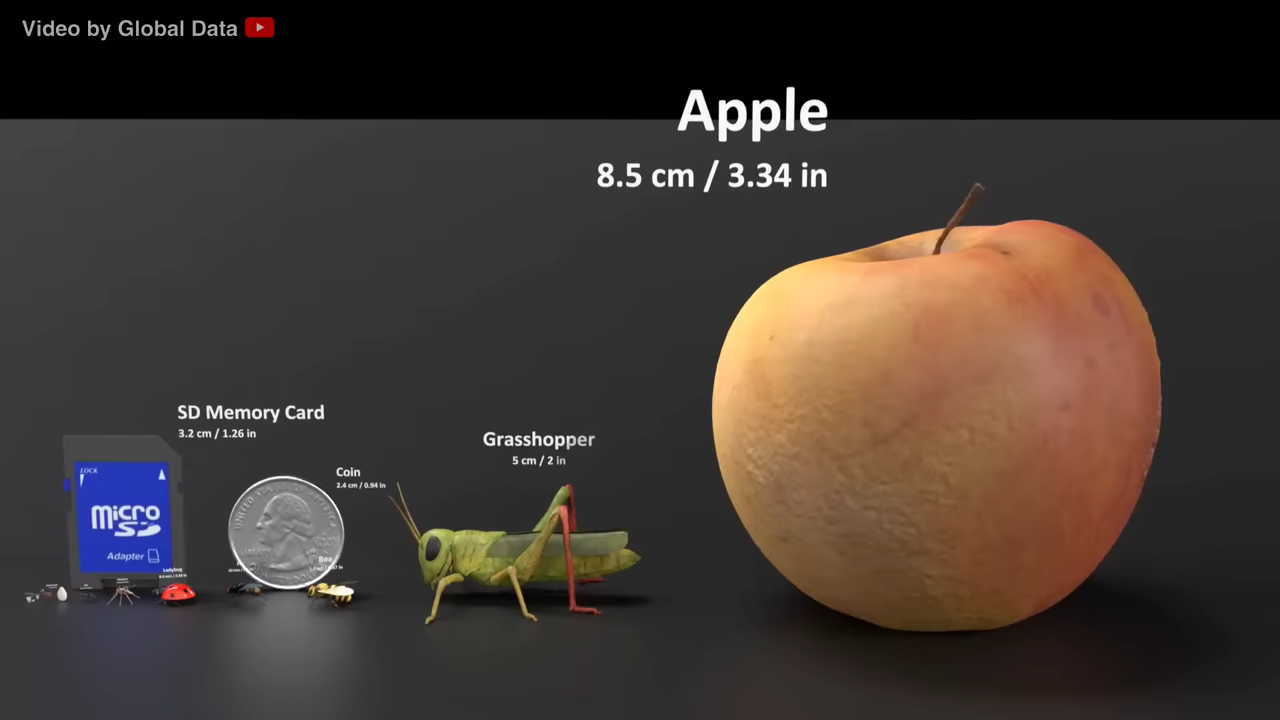 Video by Global Data
Apple
8.5 cm / 3.34 in
SD Memory Card
3.2 cm / 1.26 in
Grasshopper
5 cm / 2 in
Coin
2.4 cm / 0.94 in
LOCK
Micro
SD
Adapter
Bee
Ladybug